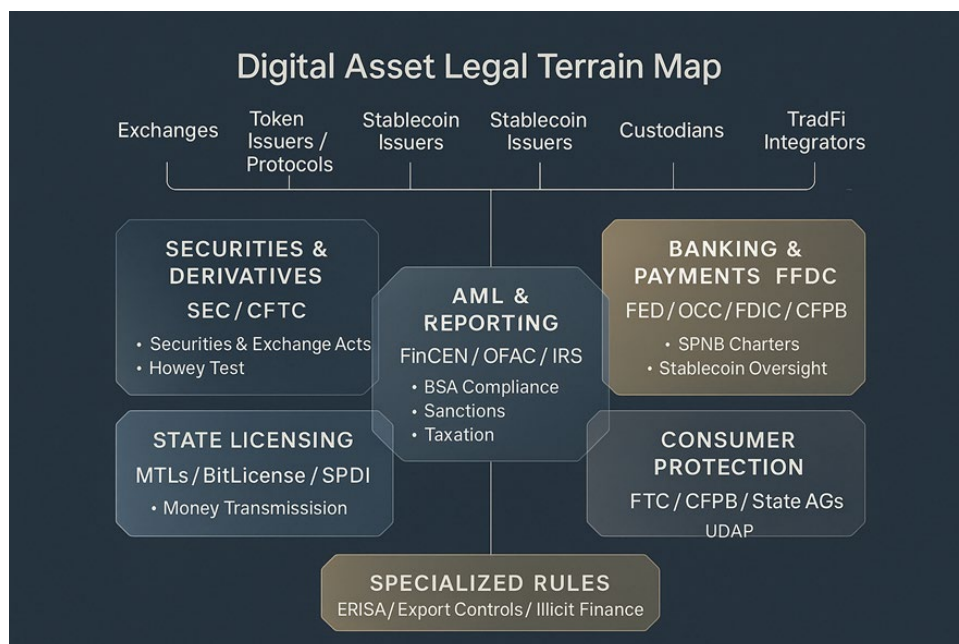 Digital Asset Legal Terrain Map
Exchanges
Token
Issuers /
Protocols
Stablecoin
Issuers
Stablecoin
Issuers
Custodians
TradFi
Integrators
SECURITIES &
DERIVATIVES
SEC / CFTC
• Securities & Exchange Acts
• Howey Test
AML &
REPORTING
FinCEN / OFAC / IRS
• BSA Compliance
• Sanctions
• Taxation
BANKING &
PAYMENTS FFDC
FED / OCC / FDIC / CFPB
• SPNB Charters
• Stablecoin Oversight
STATE LICENSING
MTLs / BitLicense / SPDI
• Money Transmissision
CONSUMER
PROTECTION
FTC / CFPB / State AGs
UDAP
SPECIALIZED RULES
ERISA / Export Controls / Illicit Finance